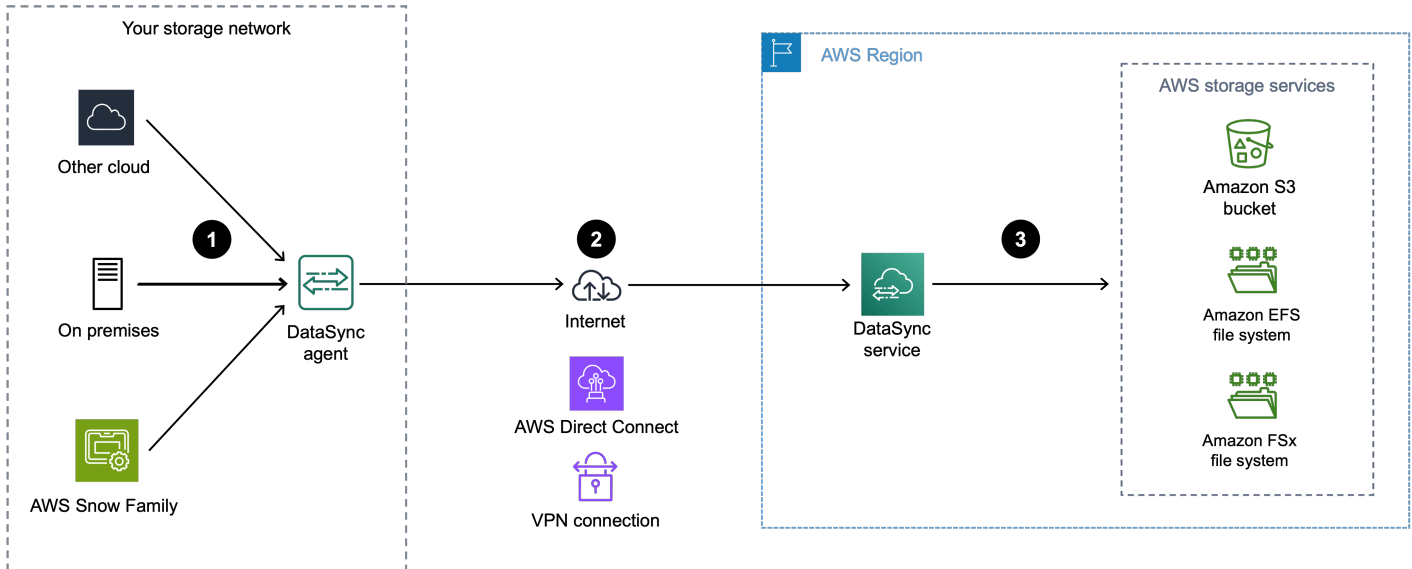 Your storage network
Other cloud
1
On premises
DataSync
agent
AWS Snow Family
2
Internet
AWS Direct Connect
VPN connection
AWS Region
DataSync
service
3
AWS storage services
Amazon S3
bucket
Amazon EFS
file system
Amazon FSx
file system